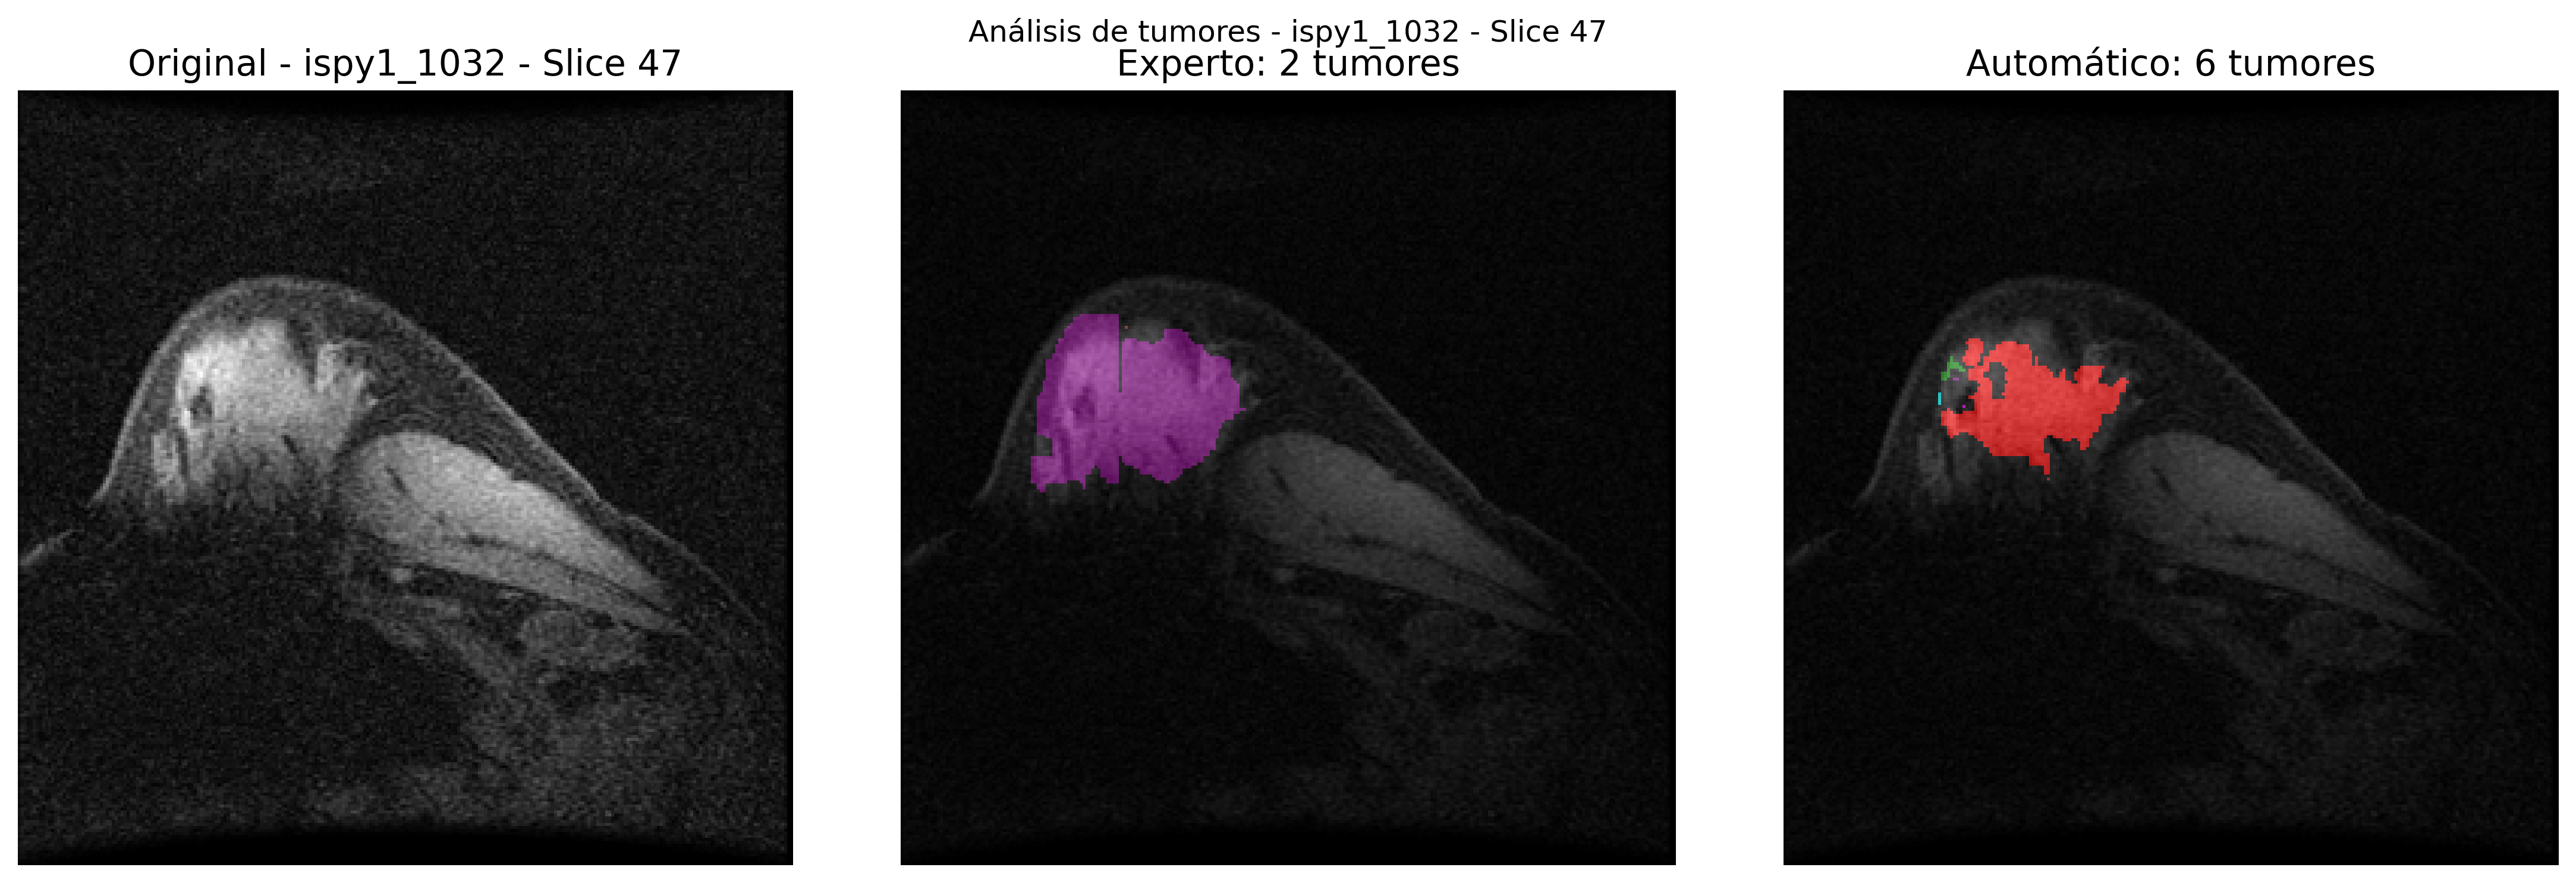 Análisis de tumores - ispy1_1032 - Slice 47
Original - ispy1_1032 - Slice 47
Experto: 2 tumores
Automático: 6 tumores